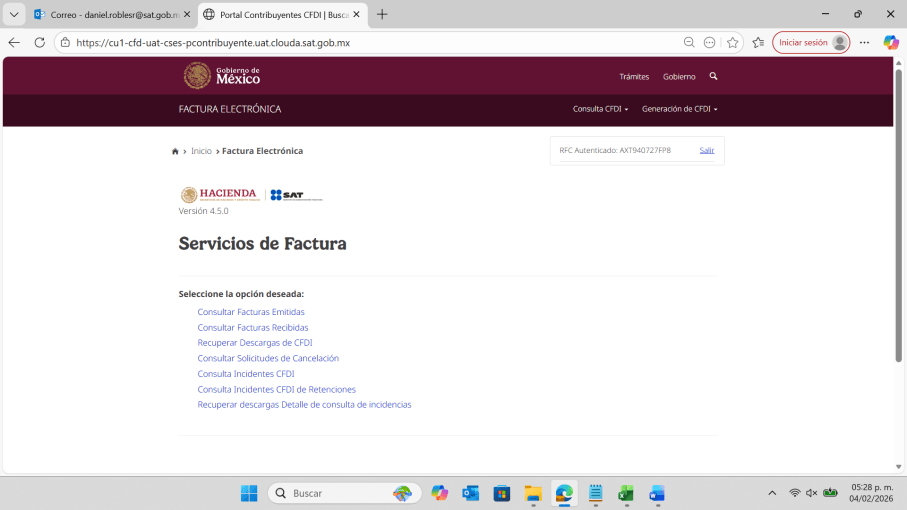 Correo - daniel.roblesr@sat.gob.m
Portal Contribuyentes CFDI | Busca
https://cu1-cfd-uat-cses-pcontribuyente.uat.clouda.sat.gob.mx
Iniciar sesión
Gobierno de
México
Trámites
Gobierno
FACTURA ELECTRÓNICA
Consulta CFDI
Generación de CFDI
Inicio > Factura Electrónica
RFC Autenticado: AXT940727FP8
Salir
HACIENDA
SAT
Versión 4.5.0
Servicios de Factura
Seleccione la opción deseada:
Consultar Facturas Emitidas
Consultar Facturas Recibidas
Recuperar Descargas de CFDI
Consultar Solicitudes de Cancelación
Consulta Incidentes CFDI
Consulta Incidentes CFDI de Retenciones
Recuperar descargas Detalle de consulta de incidencias
Buscar
05:28 p. m.
04/02/2026